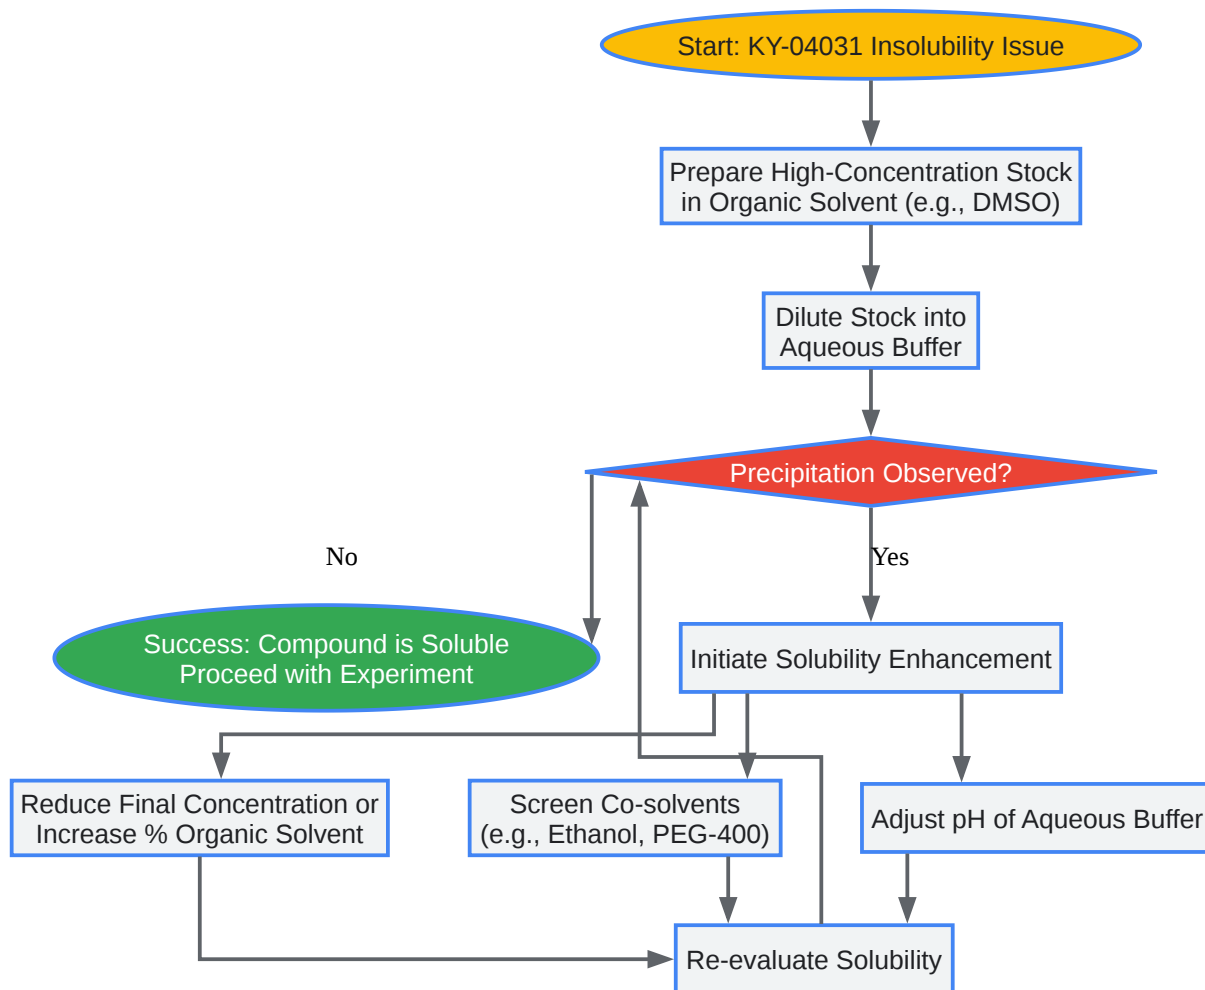 Start: KY-04031 Insolubility Issue
Prepare High-Concentration Stock
in Organic Solvent (e.g., DMSO)
Dilute Stock into
Aqueous Buffer
Precipitation Observed?
No
Yes
Success: Compound is Soluble
Proceed with Experiment
Initiate Solubility Enhancement
Reduce Final Concentration or
Increase % Organic Solvent
Screen Co-solvents
(e.g., Ethanol, PEG-400)
Adjust pH of Aqueous Buffer
Re-evaluate Solubility